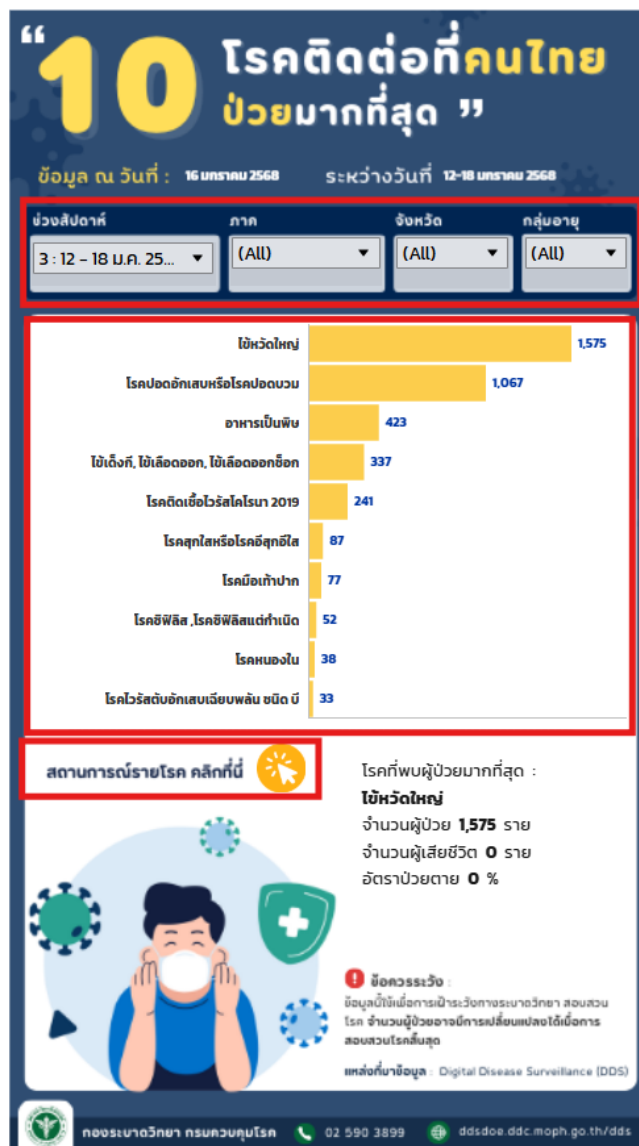 “10 โรคติดต่อที่คนไทย
ป่วยมากที่สุด ”
ข้อมูล ณ วันที่ : 16 มกราคม 2568 ระหว่างวันที่ 12-18 มกราคม 2568
ช่วงสัปดาห์ ภาค จังหวัด กลุ่มอายุ
3 : 12 - 18 ม.ค. 25... (All) (All) (All)
ไข้หวัดใหญ่ 1,575
โรคปอดอักเสบหรือโรคปอดบวม 1,067
อาหารเป็นพิษ 423
ไข้เด็งกี, ไข้เลือดออก, ไข้เลือดออกช็อก 337
โรคติดเชื้อไวรัสโคโรนา 2019 241
โรคสุกใสหรือโรคอีสุกอีใส 87
โรคมือเท้าปาก 77
โรคซิฟิลิส ,โรคซิฟิลิสแต่กำเนิด 52
โรคหนองใน 38
โรคไวรัสตับอักเสบเฉียบพลัน ชนิด บี 33
สถานการณ์รายโรค คลิกที่นี่
โรคที่พบผู้ป่วยมากที่สุด :
ไข้หวัดใหญ่
จำนวนผู้ป่วย 1,575 ราย
จำนวนผู้เสียชีวิต 0 ราย
อัตราป่วยตาย 0 %
ข้อควรระวัง :
ข้อมูลนี้ใช้เพื่อการเฝ้าระวังทางระบาดวิทยา สอบสวน
โรค จำนวนผู้ป่วยอาจมีการเปลี่ยนแปลงได้เมื่อการ
สอบสวนโรคสิ้นสุด
แหล่งที่มาข้อมูล : Digital Disease Surveillance (DDS)
กองระบาดวิทยา กรมควบคุมโรค 02 590 3899 ddsdoe.ddc.moph.go.th/dds